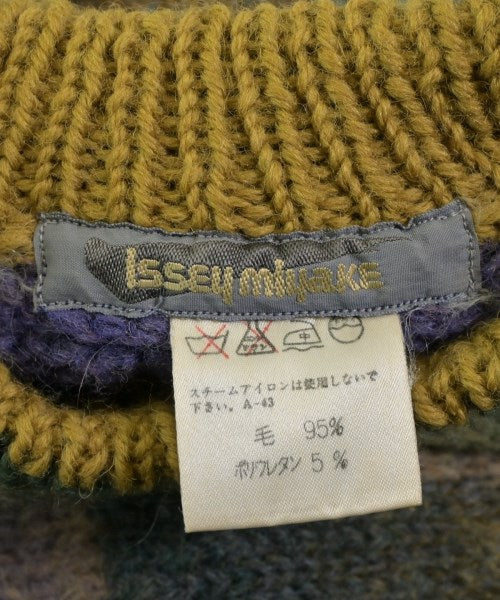 ISSEY miyake
スチームアイロンは使用しないで
下さい。A-43
毛 95%
ポリウレタン 5%